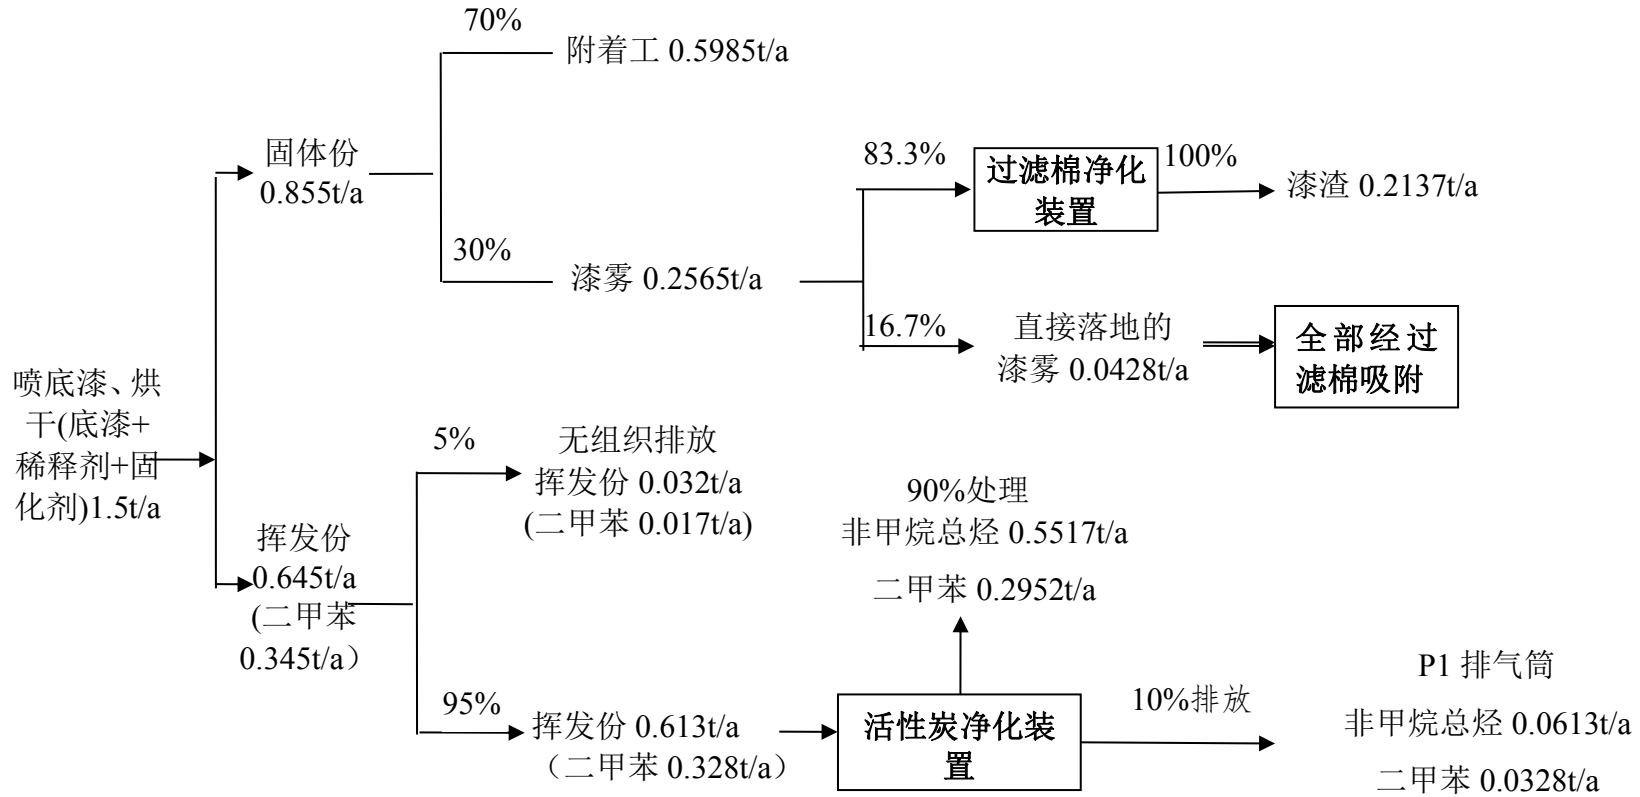 70%
附着工 0.5985t/a
固体份
0.855t/a
83.3%
过滤棉净化
装置
100%
漆渣 0.2137t/a
30%
漆雾 0.2565t/a
16.7%
直接落地的
漆雾 0.0428t/a
全部经过
滤棉吸附
喷底漆、烘
干(底漆+
稀释剂+固
化剂)1.5t/a
5%
无组织排放
挥发份 0.032t/a
(二甲苯 0.017t/a)
90%处理
非甲烷总烃 0.5517t/a
二甲苯 0.2952t/a
挥发份
0.645t/a
(二甲苯
0.345t/a）
95%
挥发份 0.613t/a
（二甲苯 0.328t/a）
活性炭净化装
置
10%排放
P1 排气筒
非甲烷总烃 0.0613t/a
二甲苯 0.0328t/a